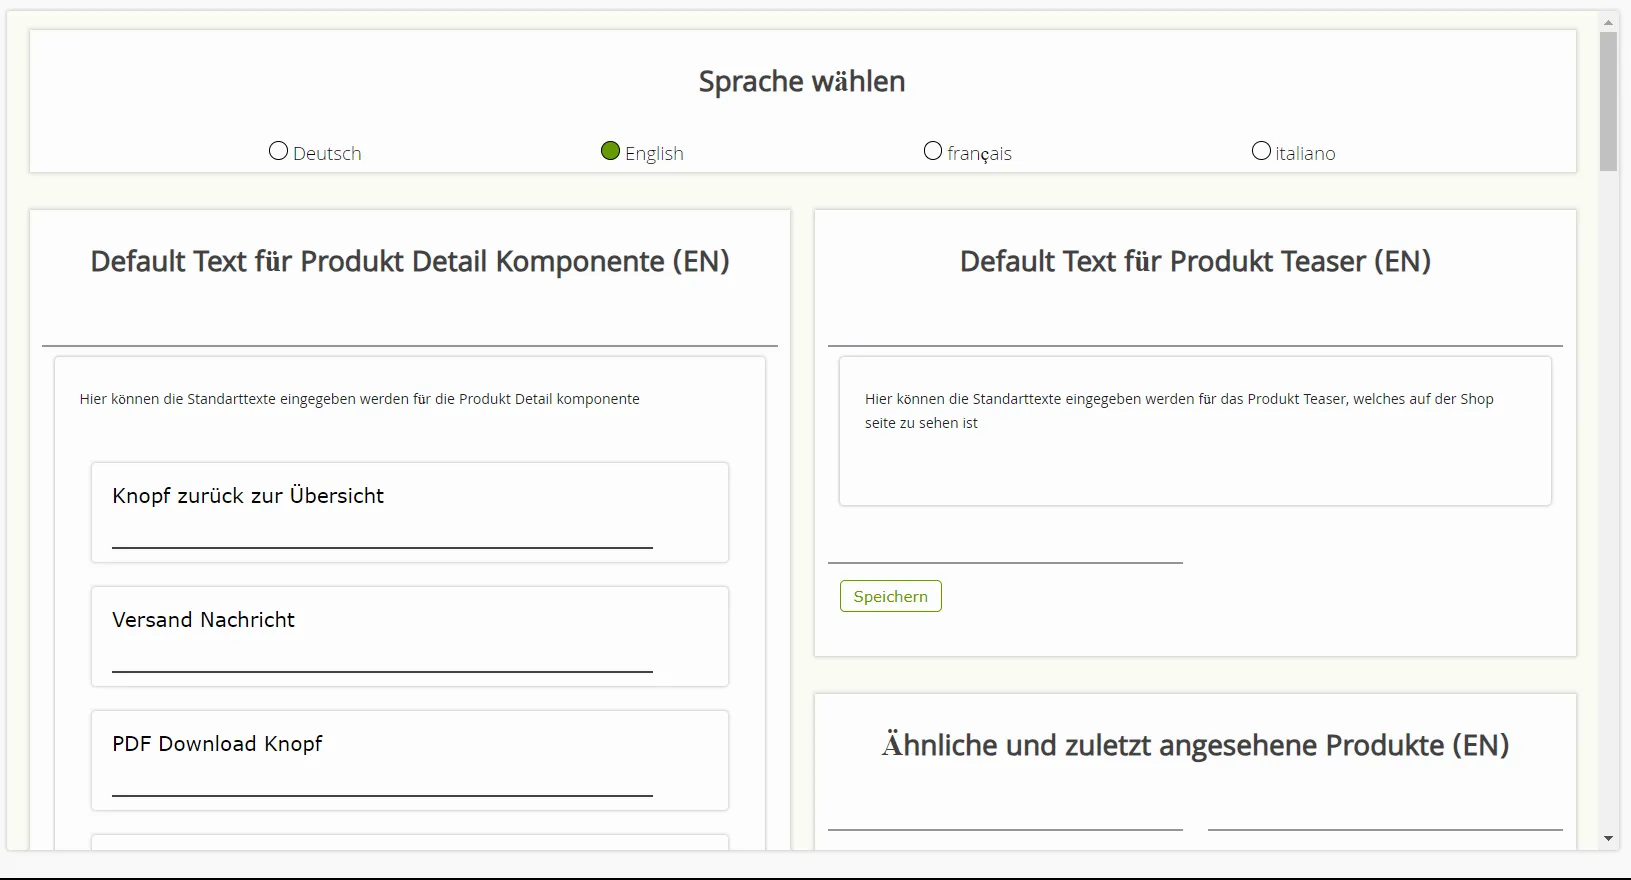 Sprache wählen
Deutsch English français italiano
Default Text für Produkt Detail Komponente (EN)
Hier können die Standarttexte eingegeben werden für die Produkt Detail komponente
Knopf zurück zur Übersicht
Versand Nachricht
PDF Download Knopf
Default Text für Produkt Teaser (EN)
Hier können die Standarttexte eingegeben werden für das Produkt Teaser, welches auf der Shop
seite zu sehen ist
Speichern
Ähnliche und zuletzt angesehene Produkte (EN)